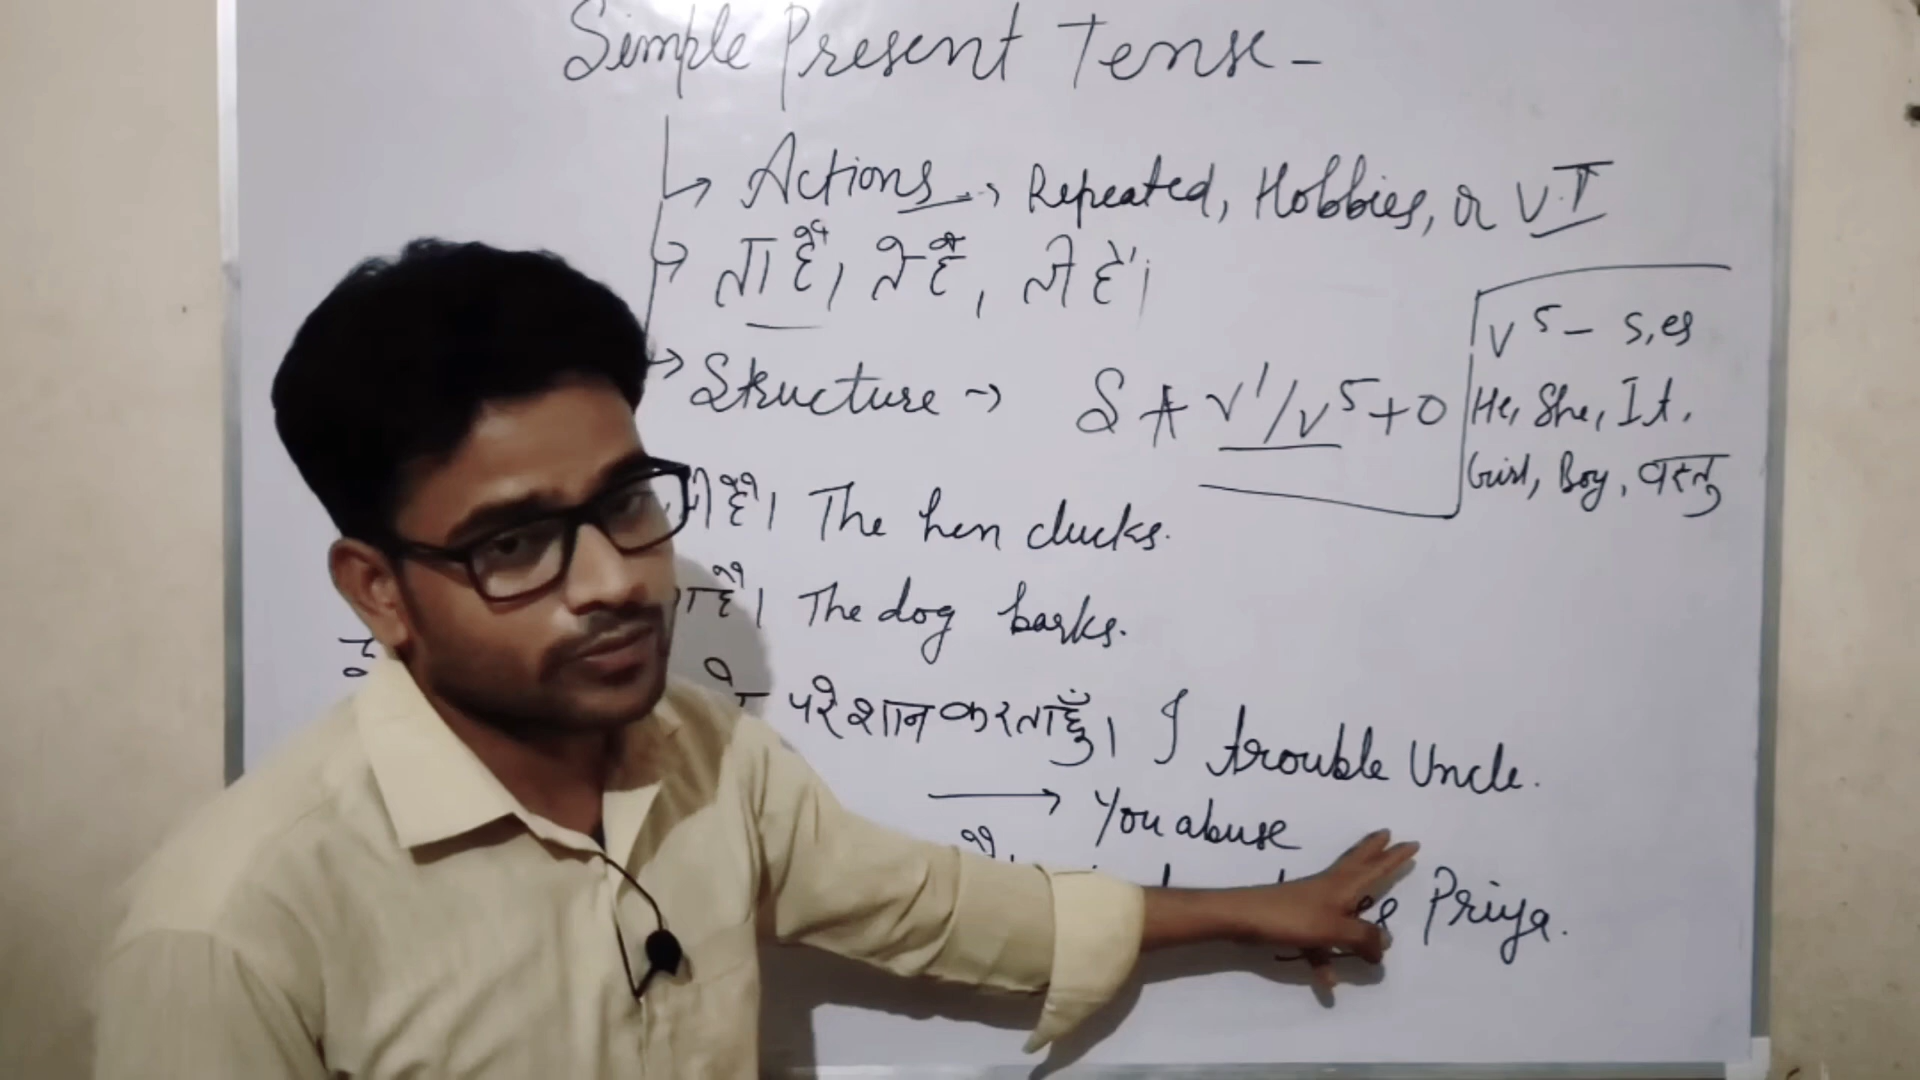 Simple Present Tense -
→ Actions → Repeated, Hobbies, or V.T
→ ता है, ते हैं, ती है।
→ Structure → S + V¹/V⁵ + O
V⁵ - s, es
He, She, It,
Girl, Boy, वस्तु
है। The hen clucks.
है। The dog barks.
परेशान करता हूँ। I trouble Uncle.
→ You abuse
es Priya.